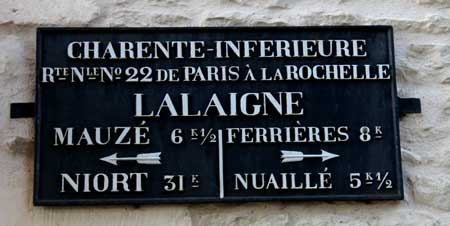 CHARENTE-INFERIEURE
RTE NLE No 22 DE PARIS À LA ROCHELLE
LALAIGNE
MAUZÉ 6 K ½ FERRIÈRES 8 K
NIORT 31 K NUAILLÉ 5 K ½